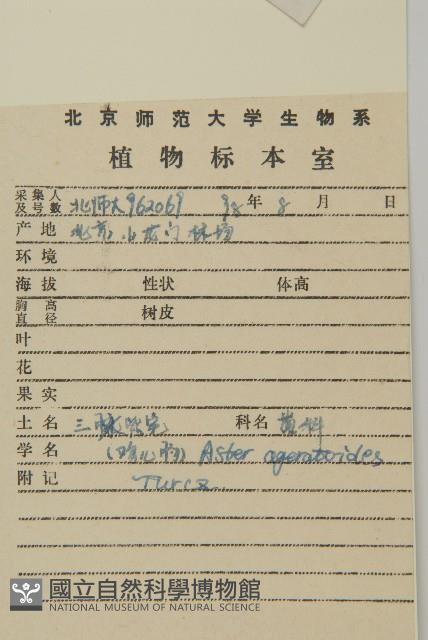 北京师范大学生物系
植物标本室
采集人及号数 北师大962069 98年8月 日
产地 北京小龙门林场
环境
海拔 性状 体高
胸高直径 树皮
叶
花
果实
土名 三脉紫菀 科名 菊科
学名 Aster ageratoides
附记 Turcz.
國立自然科學博物館
NATIONAL MUSEUM OF NATURAL SCIENCE